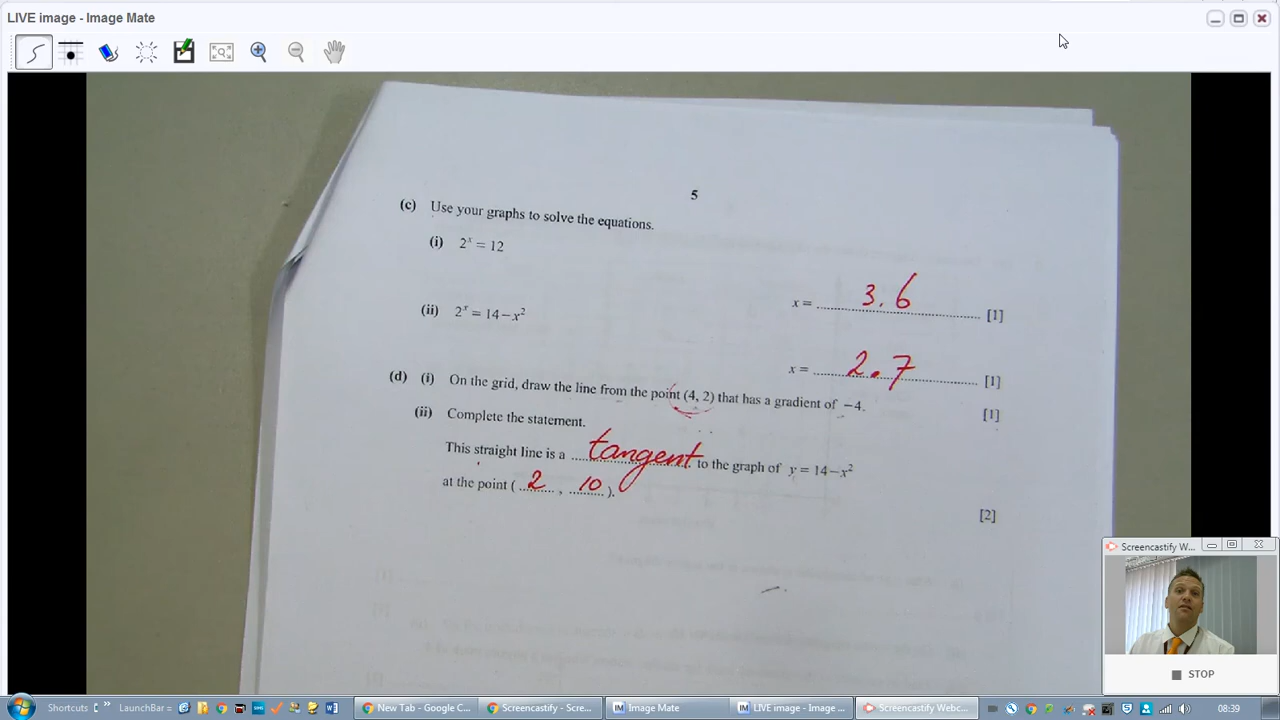 LIVE image - Image Mate
5
(c) Use your graphs to solve the equations.
(i) 2ˣ = 12
x = 3.6 [1]
(ii) 2ˣ = 14 – x²
x = 2.7 [1]
(d) (i) On the grid, draw the line from the point (4, 2) that has a gradient of –4.
[1]
(ii) Complete the statement.
This straight line is a tangent to the graph of y = 14 – x²
at the point ( 2 , 10 ).
[2]
Screencastify W...
STOP
Shortcuts LaunchBar New Tab - Google C... Screencastify - Scre... Image Mate LIVE image - Image ... Screencastify Webc... 08:39